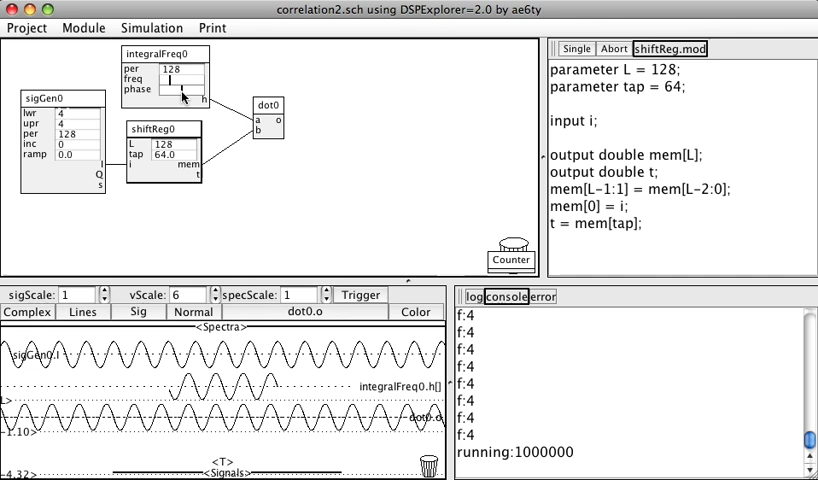 correlation2.sch using DSPExplorer=2.0 by ae6ty
Project Module Simulation Print
integralFreq0
per 128
freq
phase
h
sigGen0
lwr 4
upr 4
per 128
inc 0
ramp 0.0
I
Q
s
shiftReg0
L 128
tap 64.0
i mem
t
dot0
a o
b
Counter
Single Abort shiftReg.mod
parameter L = 128;
parameter tap = 64;
input i;
output double mem[L];
output double t;
mem[L-1:1] = mem[L-2:0];
mem[0] = i;
t = mem[tap];
sigScale: 1 vScale: 6 specScale: 1 Trigger
Complex Lines Sig Normal dot0.o Color
<Spectra>
sigGen0.I
integralFreq0.h[]
L>
dot0.o
-1.10>
<T>
-4.32> <Signals>
log console error
f:4
f:4
f:4
f:4
f:4
f:4
f:4
f:4
running:1000000